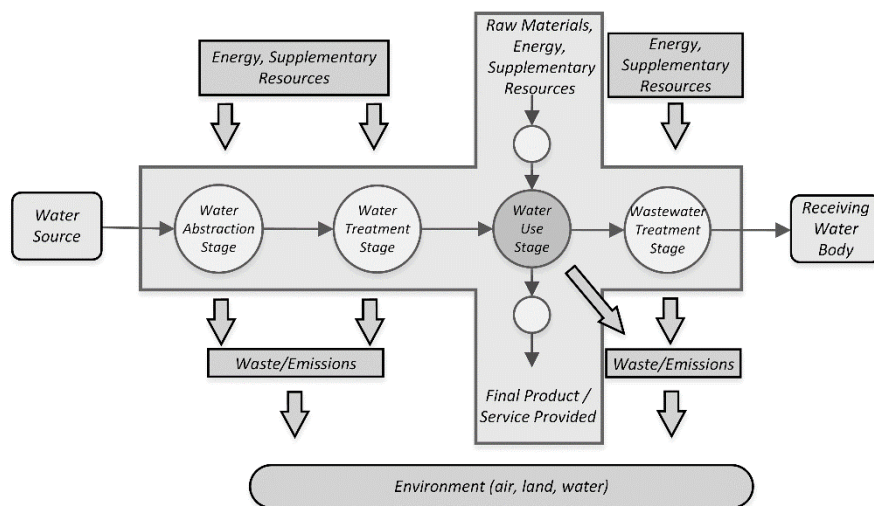 Energy, Supplementary
Resources
Raw Materials,
Energy,
Supplementary
Resources
Energy,
Supplementary
Resources
Water
Source
Water
Abstraction
Stage
Water
Treatment
Stage
Water
Use
Stage
Wastewater
Treatment
Stage
Receiving
Water
Body
Waste/Emissions
Waste/Emissions
Final Product /
Service Provided
Environment (air, land, water)